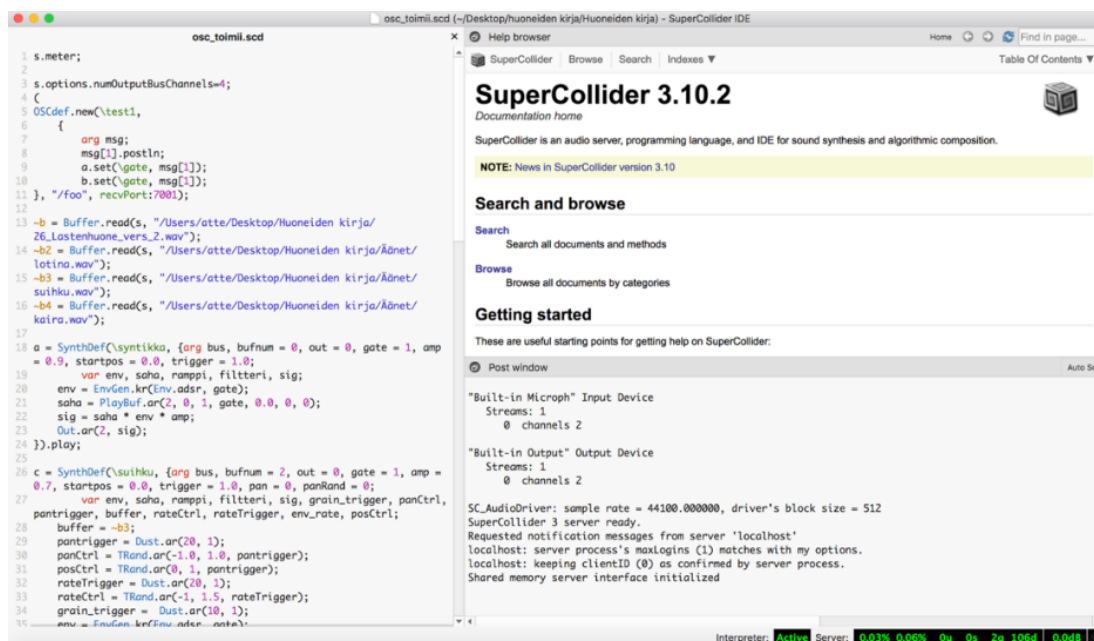 osc_toimii.scd (~/Desktop/huoneiden kirja/Huoneiden kirja) - SuperCollider IDE
osc_toimii.scd
1 s.meter;
2
3 s.options.numOutputBusChannels=4;
4 (
5 OSCdef.new(\test1,
6 {
7 arg msg;
8 msg[1].postln;
9 a.set(\gate, msg[1]);
10 b.set(\gate, msg[1]);
11 }, "/foo", recvPort:7001);
12
13 ~b = Buffer.read(s, "/Users/atte/Desktop/Huoneiden kirja/
26_Lastenhuone_vers_2.wav");
14 ~b2 = Buffer.read(s, "/Users/atte/Desktop/Huoneiden kirja/Äänet/
lotina.wav");
15 ~b3 = Buffer.read(s, "/Users/atte/Desktop/Huoneiden kirja/Äänet/
suihku.wav");
16 ~b4 = Buffer.read(s, "/Users/atte/Desktop/Huoneiden kirja/Äänet/
kaira.wav");
17
18 a = SynthDef(\syntikka, {arg bus, bufnum = 0, out = 0, gate = 1, amp
= 0.9, startpos = 0.0, trigger = 1.0;
19 var env, saha, ramppi, filtteri, sig;
20 env = EnvGen.kr(Env.adsr, gate);
21 saha = PlayBuf.ar(2, 0, 1, gate, 0.0, 0, 0);
22 sig = saha * env * amp;
23 Out.ar(2, sig);
24 }).play;
25
26 c = SynthDef(\suihku, {arg bus, bufnum = 2, out = 0, gate = 1, amp =
0.7, startpos = 0.0, trigger = 1.0, pan = 0, panRand = 0;
27 var env, saha, ramppi, filtteri, sig, grain_trigger, panCtrl,
pantrigger, buffer, rateCtrl, rateTrigger, env_rate, posCtrl;
28 buffer = ~b3;
29 pantrigger = Dust.ar(20, 1);
30 panCtrl = TRand.ar(-1.0, 1.0, pantrigger);
31 posCtrl = TRand.ar(0, 1, pantrigger);
32 rateTrigger = Dust.ar(20, 1);
33 rateCtrl = TRand.ar(-1, 1.5, rateTrigger);
34 grain_trigger = Dust.ar(10, 1);
35 env = EnvGen.kr(Env.adsr, gate);
Help browser
Home
Find in page...
SuperCollider Browse Search Indexes ▼
Table Of Contents ▼
SuperCollider 3.10.2
Documentation home
SuperCollider is an audio server, programming language, and IDE for sound synthesis and algorithmic composition.
NOTE: News in SuperCollider version 3.10
Search and browse
Search
Search all documents and methods
Browse
Browse all documents by categories
Getting started
These are useful starting points for getting help on SuperCollider:
Post window
Auto Sc
"Built-in Microph" Input Device
Streams: 1
0 channels 2
"Built-in Output" Output Device
Streams: 1
0 channels 2
SC_AudioDriver: sample rate = 44100.000000, driver's block size = 512
SuperCollider 3 server ready.
Requested notification messages from server 'localhost'
localhost: server process's maxLogins (1) matches with my options.
localhost: keeping clientID (0) as confirmed by server process.
Shared memory server interface initialized
Interpreter: Active Server: 0.03% 0.06% 0u 0s 2g 106d 0.0dB